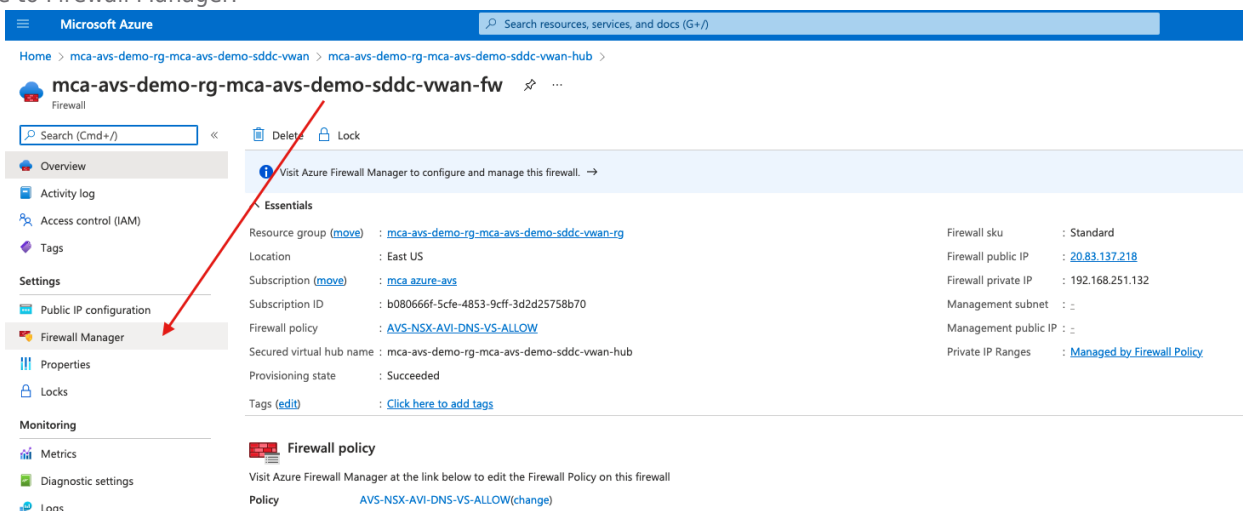 to Firewall Manager.
Microsoft Azure
Search resources, services, and docs (G+/)
Home > mca-avs-demo-rg-mca-avs-demo-sddc-vwan > mca-avs-demo-rg-mca-avs-demo-sddc-vwan-hub >
mca-avs-demo-rg-mca-avs-demo-sddc-vwan-fw ...
Firewall
Search (Cmd+/) «
Delete Lock
Overview
Activity log
Access control (IAM)
Tags
Settings
Public IP configuration
Firewall Manager
Properties
Locks
Monitoring
Metrics
Diagnostic settings
Logs
Visit Azure Firewall Manager to configure and manage this firewall. →
Essentials
Resource group (move) : mca-avs-demo-rg-mca-avs-demo-sddc-vwan-rg
Location : East US
Subscription (move) : mca azure-avs
Subscription ID : b080666f-5cfe-4853-9cff-3d2d25758b70
Firewall policy : AVS-NSX-AVI-DNS-VS-ALLOW
Secured virtual hub name : mca-avs-demo-rg-mca-avs-demo-sddc-vwan-hub
Provisioning state : Succeeded
Tags (edit) : Click here to add tags
Firewall sku : Standard
Firewall public IP : 20.83.137.218
Firewall private IP : 192.168.251.132
Management subnet : -
Management public IP : -
Private IP Ranges : Managed by Firewall Policy
Firewall policy
Visit Azure Firewall Manager at the link below to edit the Firewall Policy on this firewall
Policy AVS-NSX-AVI-DNS-VS-ALLOW(change)